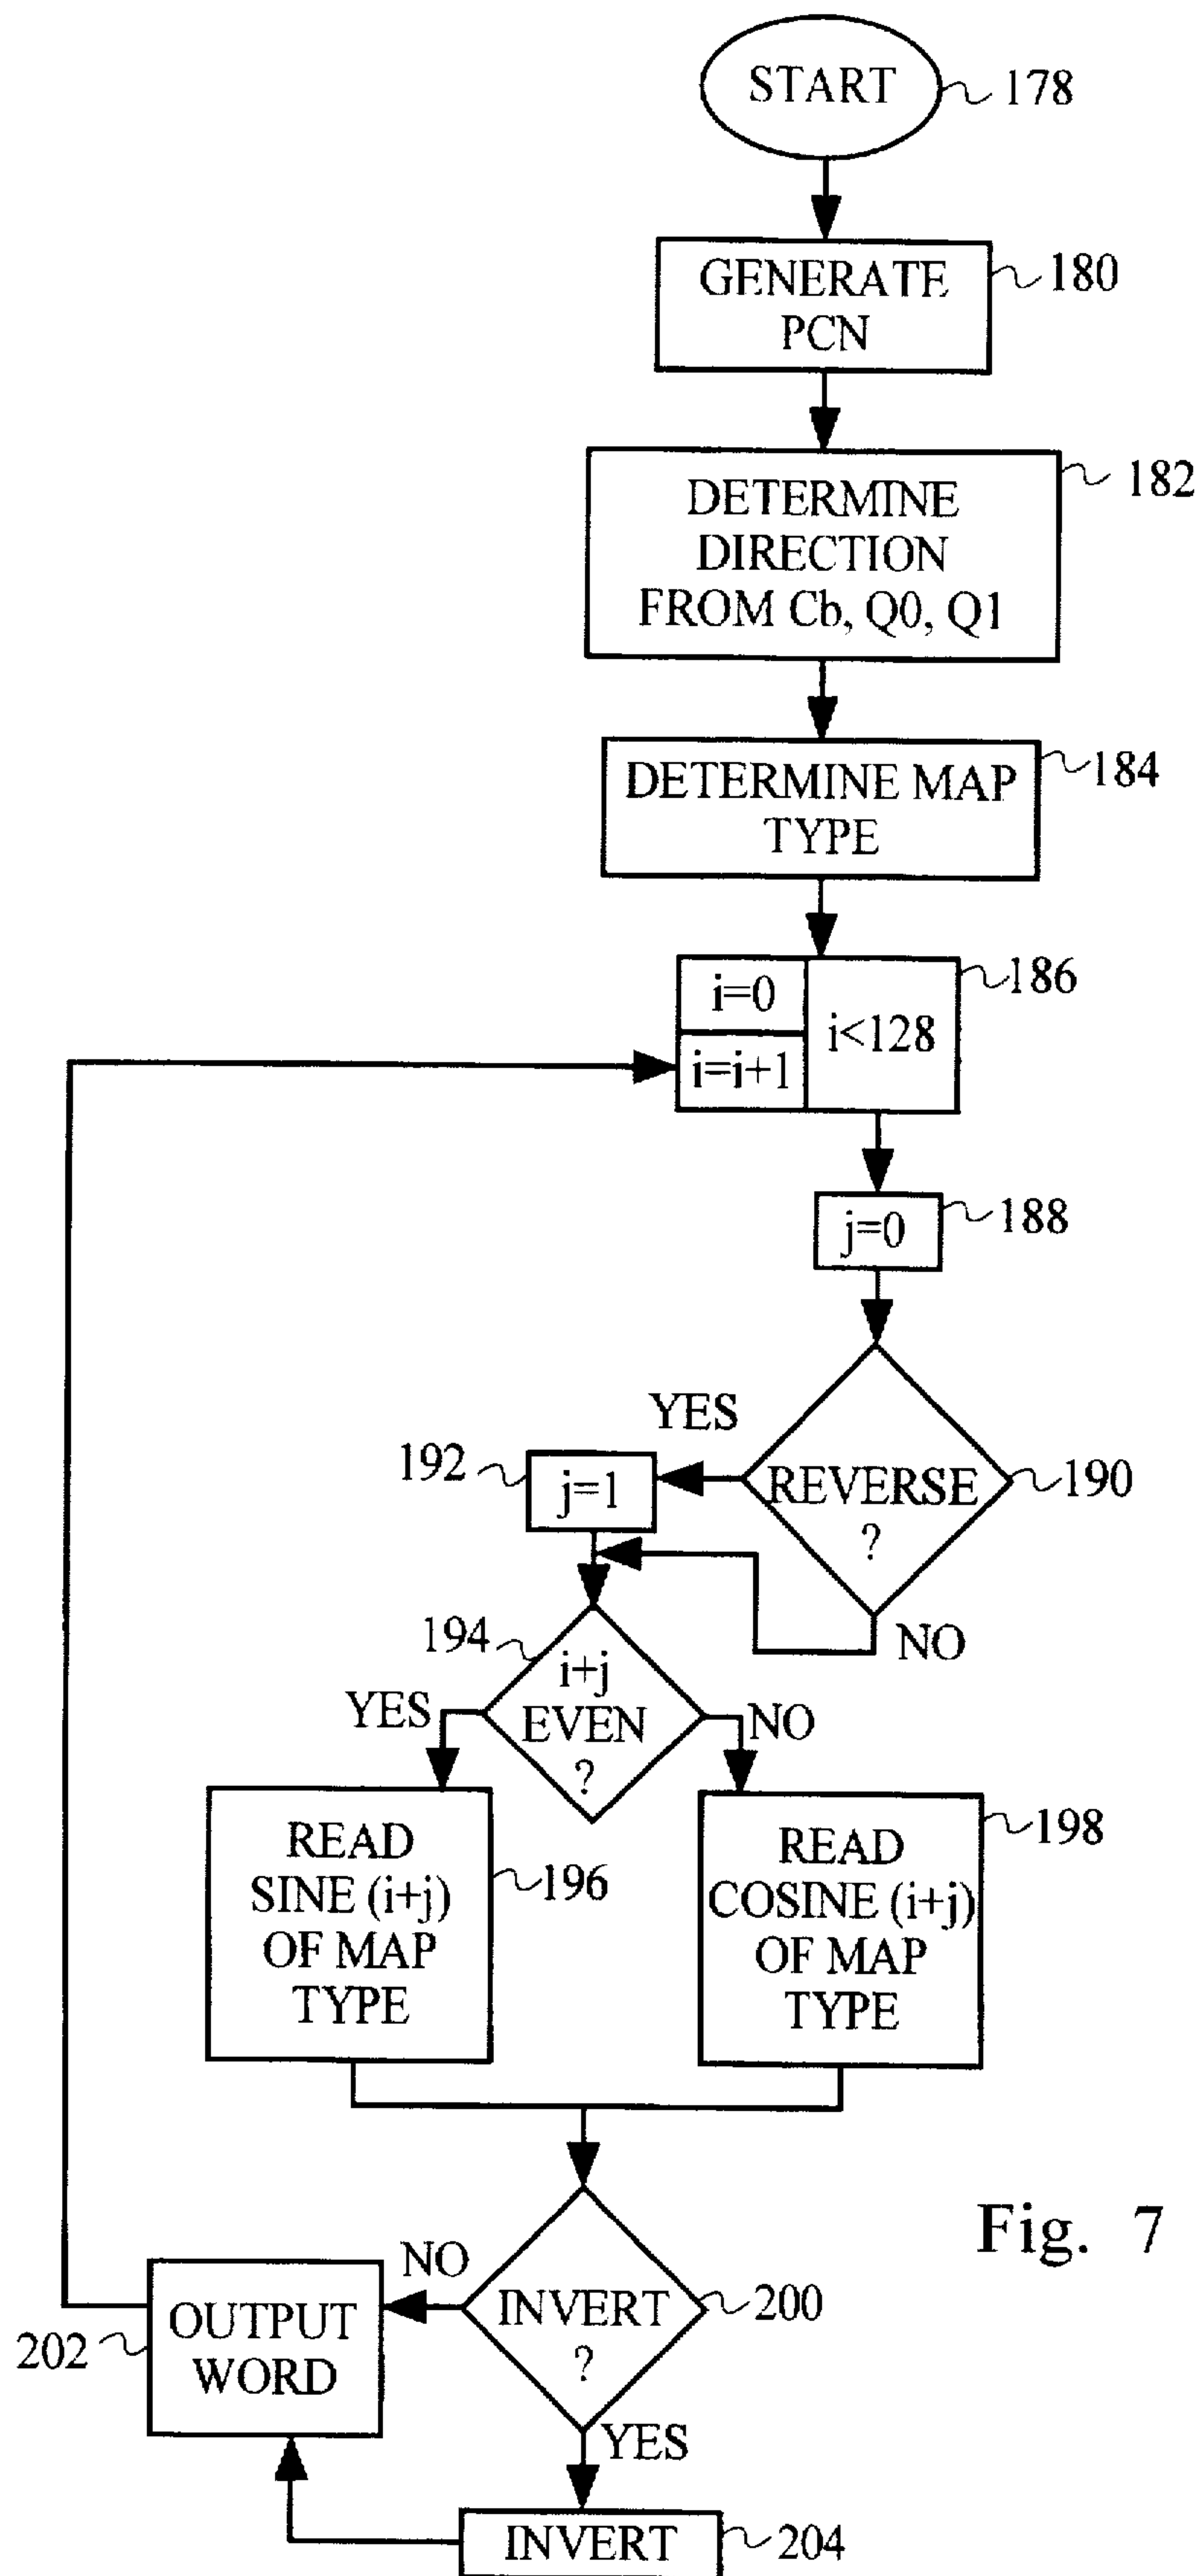 START
178
GENERATE
PCN
180
DETERMINE
DIRECTION
FROM Cb, Q0, Q1
182
DETERMINE MAP
TYPE
184
i=0
i=i+1
i<128
186
j=0
188
YES
REVERSE
?
190
NO
192
j=1
194
i+j
EVEN
?
YES
NO
READ
SINE (i+j)
OF MAP
TYPE
196
READ
COSINE (i+j)
OF MAP
TYPE
198
Fig. 7
NO
INVERT
?
200
202
OUTPUT
WORD
YES
INVERT
204